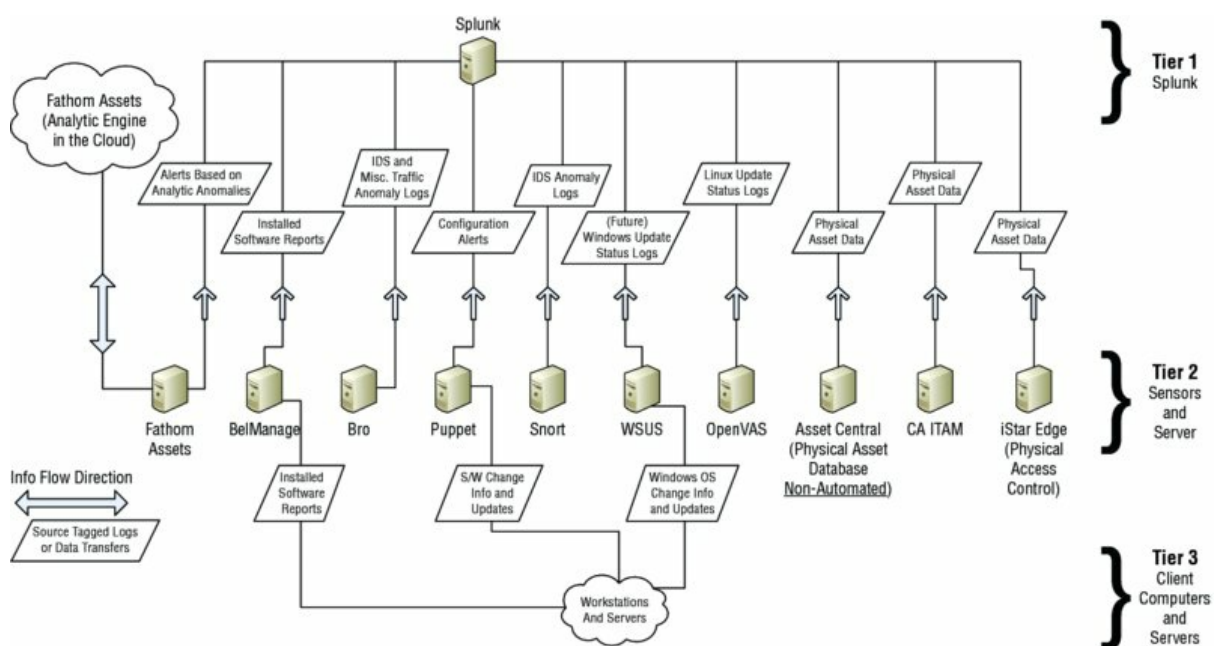 Splunk
Tier 1
Splunk
Fathom Assets
(Analytic Engine
in the Cloud)
Alerts Based on
Analytic Anomalies
Installed
Software Reports
IDS and
Misc. Traffic
Anomaly Logs
Configuration
Alerts
IDS Anomaly
Logs
(Future)
Windows Update
Status Logs
Linux Update
Status Logs
Physical
Asset Data
Physical
Asset Data
Physical
Asset Data
Fathom
Assets
BelManage
Bro
Puppet
Snort
WSUS
OpenVAS
Asset Central
(Physical Asset
Database
Non-Automated)
CA ITAM
iStar Edge
(Physical
Access
Control)
Tier 2
Sensors
and
Server
Info Flow Direction
Source Tagged Logs
or Data Transfers
Installed
Software
Reports
S/W Change
Info and
Updates
Windows OS
Change Info
and Updates
Workstations
And Servers
Tier 3
Client
Computers
and
Servers